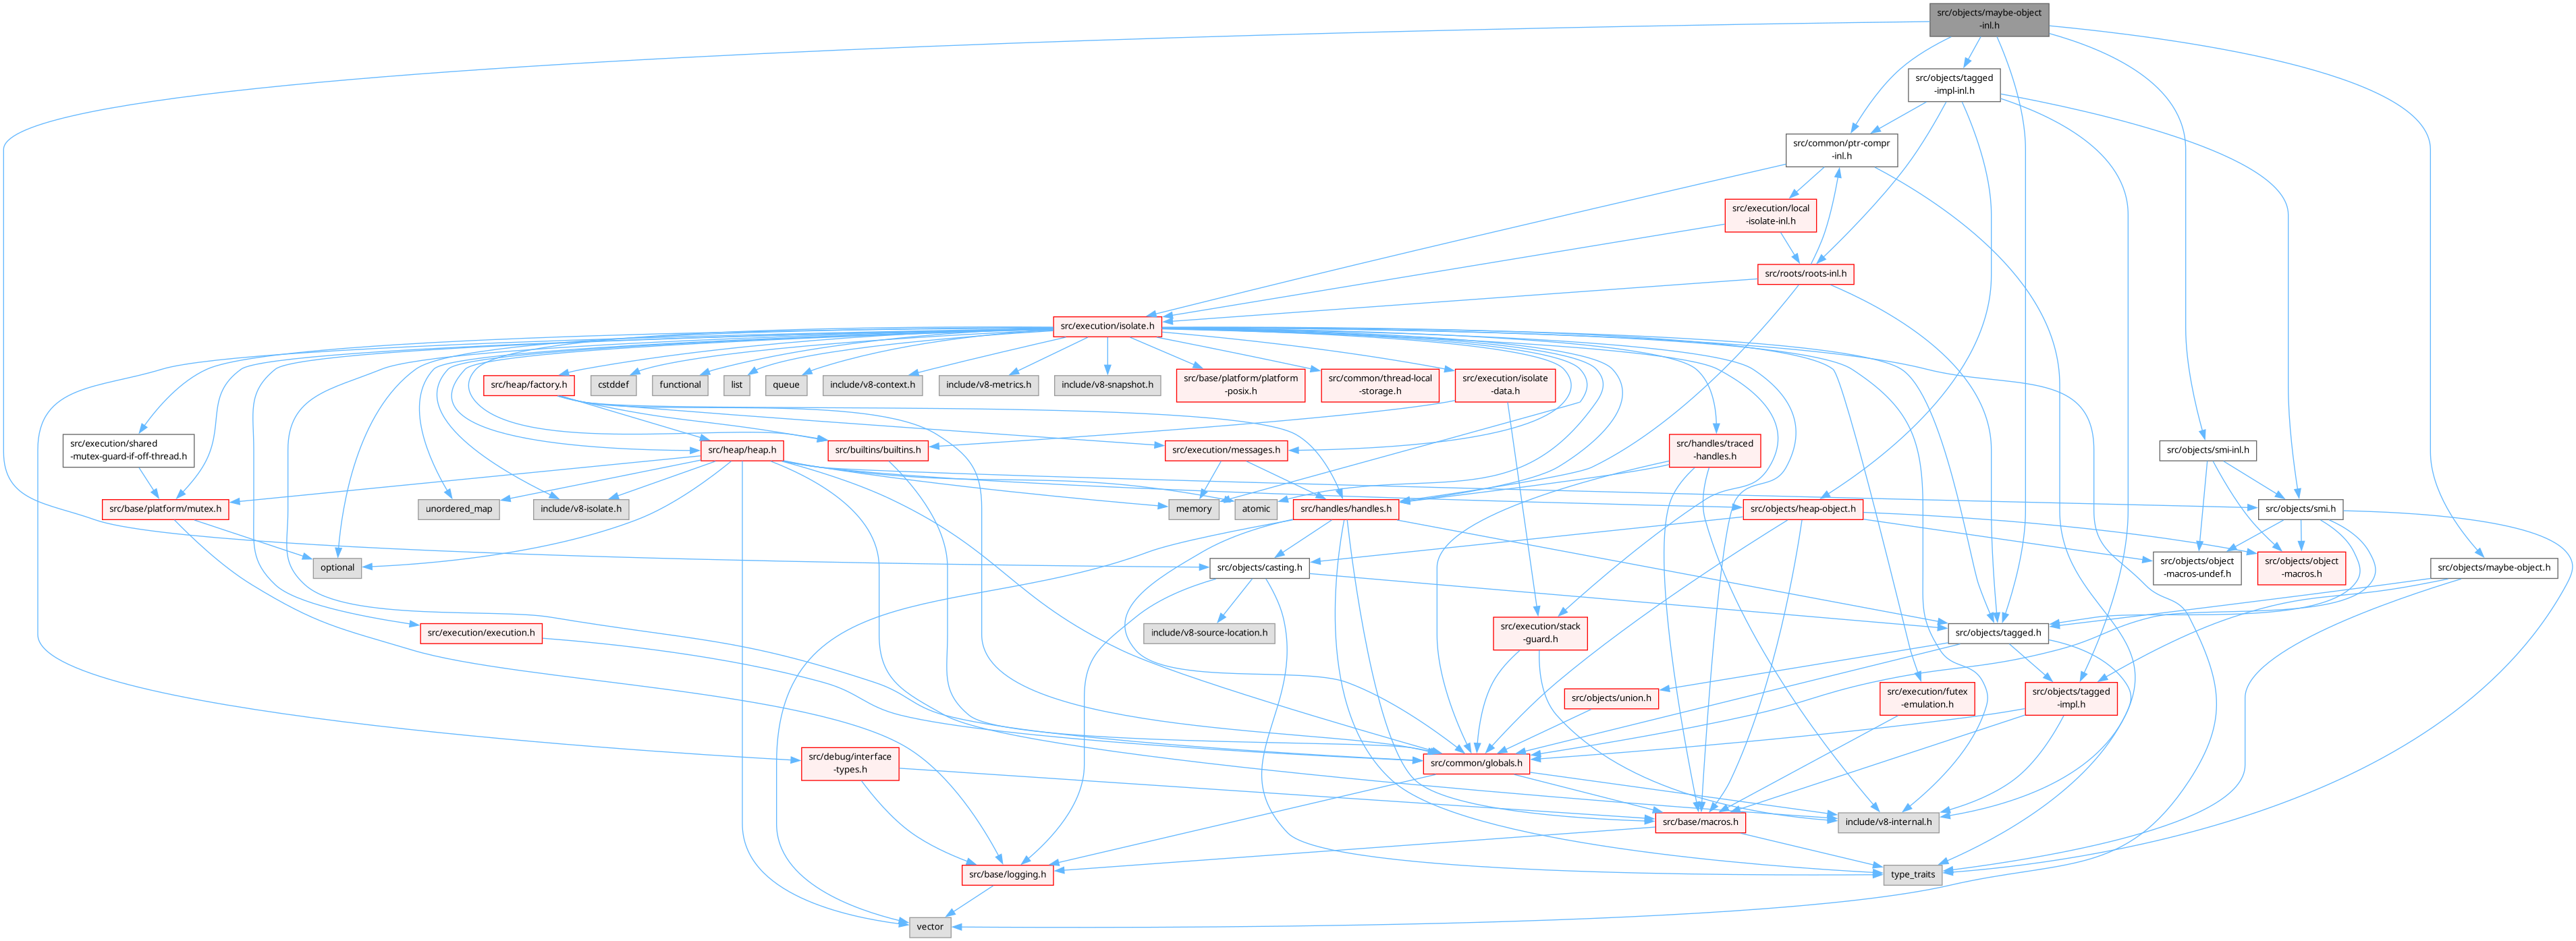 src/objects/maybe-object
-inl.h
src/objects/tagged
-impl-inl.h
src/common/ptr-compr
-inl.h
src/execution/local
-isolate-inl.h
src/roots/roots-inl.h
src/execution/isolate.h
src/heap/factory.h
cstddef
functional
list
queue
include/v8-context.h
include/v8-metrics.h
include/v8-snapshot.h
src/base/platform/platform
-posix.h
src/common/thread-local
-storage.h
src/execution/isolate
-data.h
src/execution/shared
-mutex-guard-if-off-thread.h
src/heap/heap.h
src/builtins/builtins.h
src/execution/messages.h
src/handles/traced
-handles.h
src/objects/smi-inl.h
src/base/platform/mutex.h
unordered_map
include/v8-isolate.h
memory
atomic
src/handles/handles.h
src/objects/heap-object.h
src/objects/smi.h
optional
src/objects/casting.h
src/objects/object
-macros-undef.h
src/objects/object
-macros.h
src/objects/maybe-object.h
src/execution/execution.h
include/v8-source-location.h
src/execution/stack
-guard.h
src/objects/tagged.h
src/objects/union.h
src/execution/futex
-emulation.h
src/objects/tagged
-impl.h
src/debug/interface
-types.h
src/common/globals.h
src/base/macros.h
include/v8-internal.h
src/base/logging.h
type_traits
vector